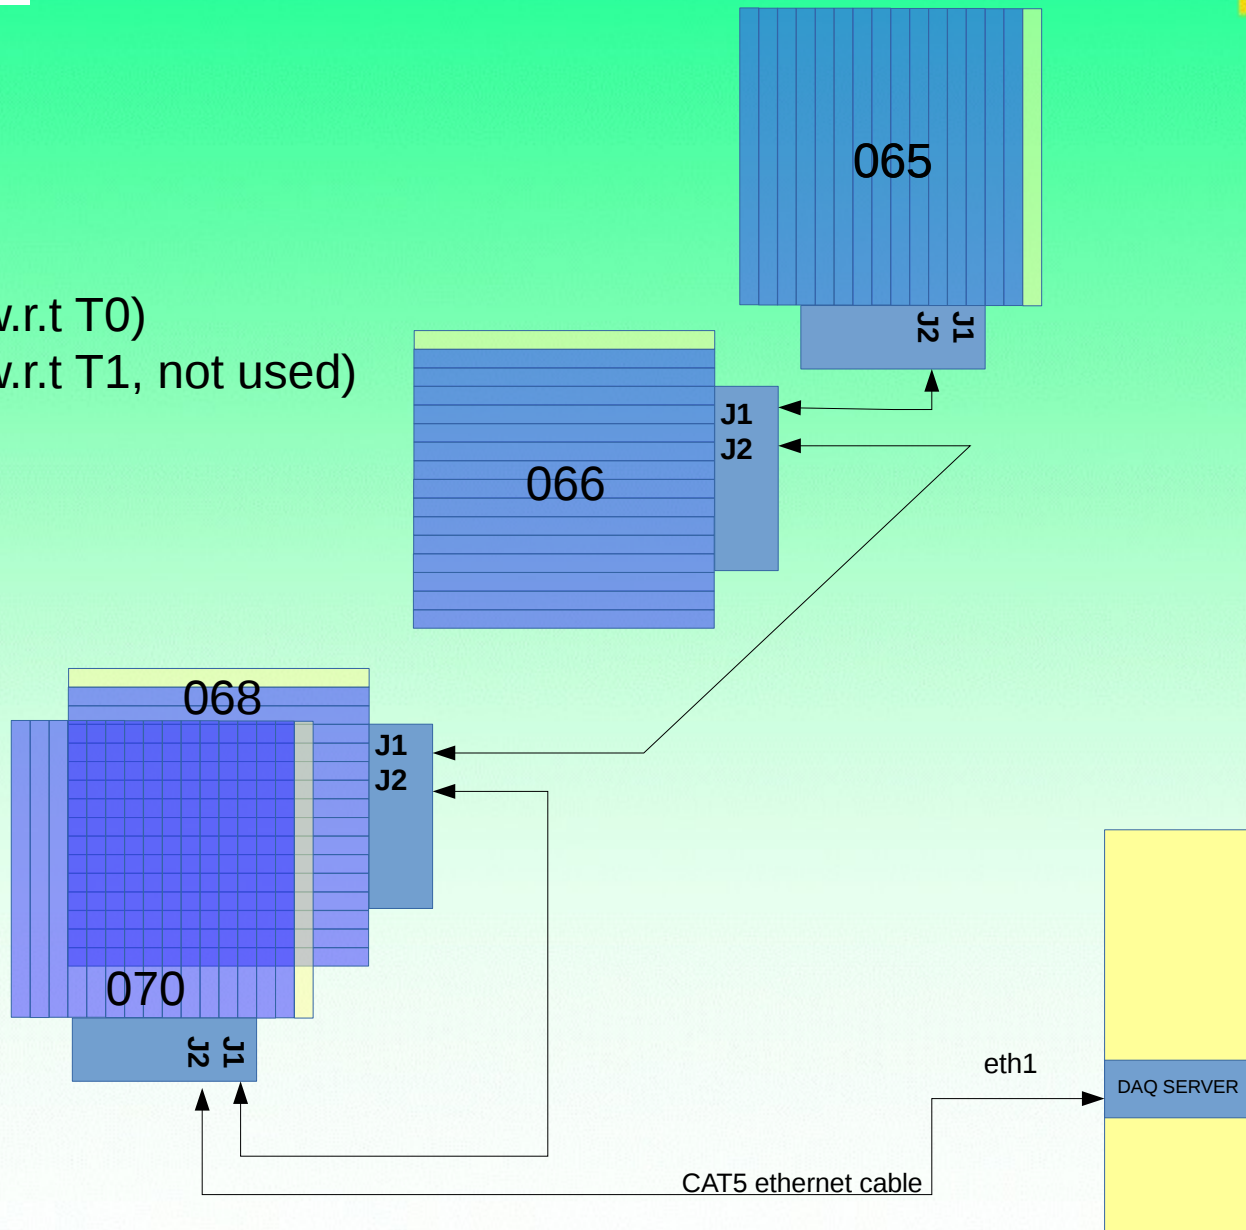 065
J2 J1
w.r.t T0)
w.r.t T1, not used)
J1
J2
066
068
J1
J2
070
J2 J1
eth1
DAQ SERVER
CAT5 ethernet cable